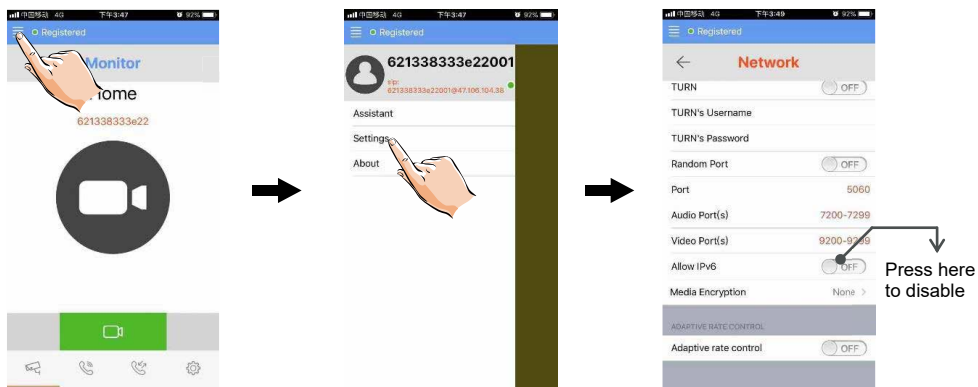 中国移动 4G 下午3:47 92%
Registered
Monitor
Home
621338333e22
中国移动 4G 下午3:47 92%
Registered
621338333e22001
sip:
621338333e22001@47.106.104.38
Assistant
Settings
About
中国移动 4G 下午3:49 92%
Registered
Network
TURN OFF
TURN's Username
TURN's Password
Random Port OFF
Port 5060
Audio Port(s) 7200-7299
Video Port(s) 9200-9299
Allow IPv6 OFF
Media Encryption None
ADAPTIVE RATE CONTROL
Adaptive rate control OFF
Press here
to disable